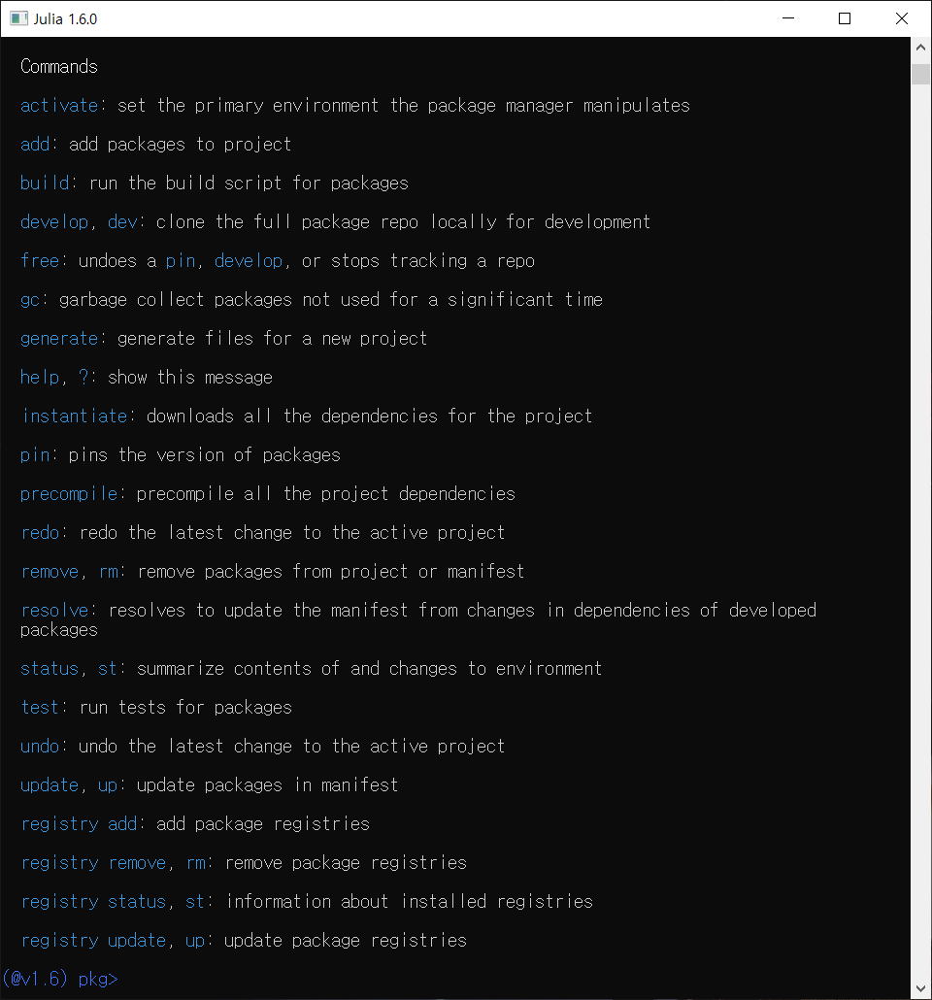 Julia 1.6.0
Commands
activate: set the primary environment the package manager manipulates
add: add packages to project
build: run the build script for packages
develop, dev: clone the full package repo locally for development
free: undoes a pin, develop, or stops tracking a repo
gc: garbage collect packages not used for a significant time
generate: generate files for a new project
help, ?: show this message
instantiate: downloads all the dependencies for the project
pin: pins the version of packages
precompile: precompile all the project dependencies
redo: redo the latest change to the active project
remove, rm: remove packages from project or manifest
resolve: resolves to update the manifest from changes in dependencies of developed
packages
status, st: summarize contents of and changes to environment
test: run tests for packages
undo: undo the latest change to the active project
update, up: update packages in manifest
registry add: add package registries
registry remove, rm: remove package registries
registry status, st: information about installed registries
registry update, up: update package registries
(@v1.6) pkg>